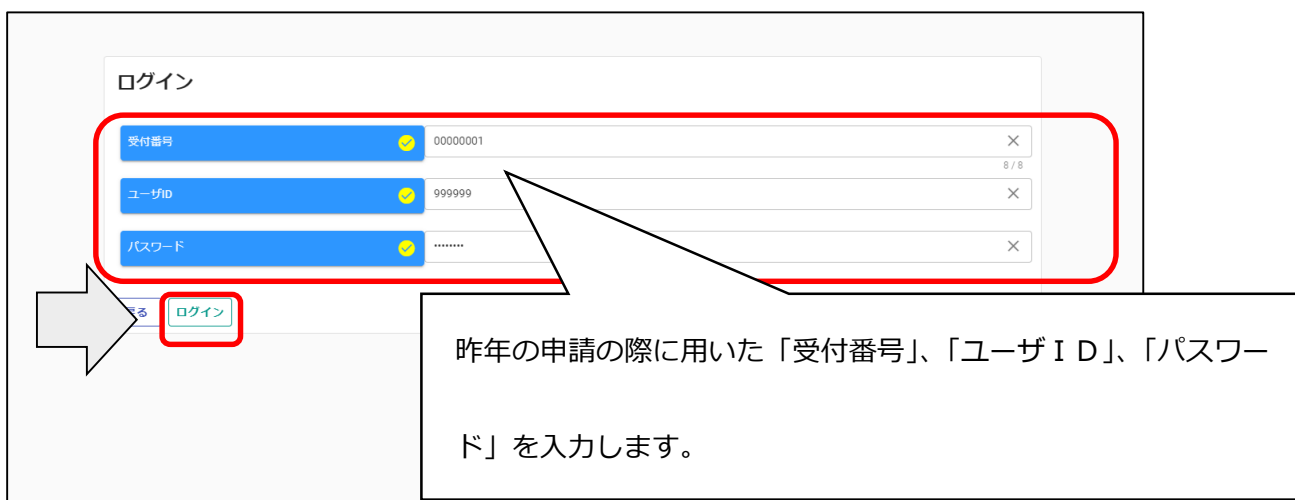 ログイン
受付番号
00000001
8 / 8
ユーザID
999999
パスワード
••••••••
戻る
ログイン
昨年の申請の際に用いた「受付番号」、「ユーザＩＤ」、「パスワー
ド」を入力します。